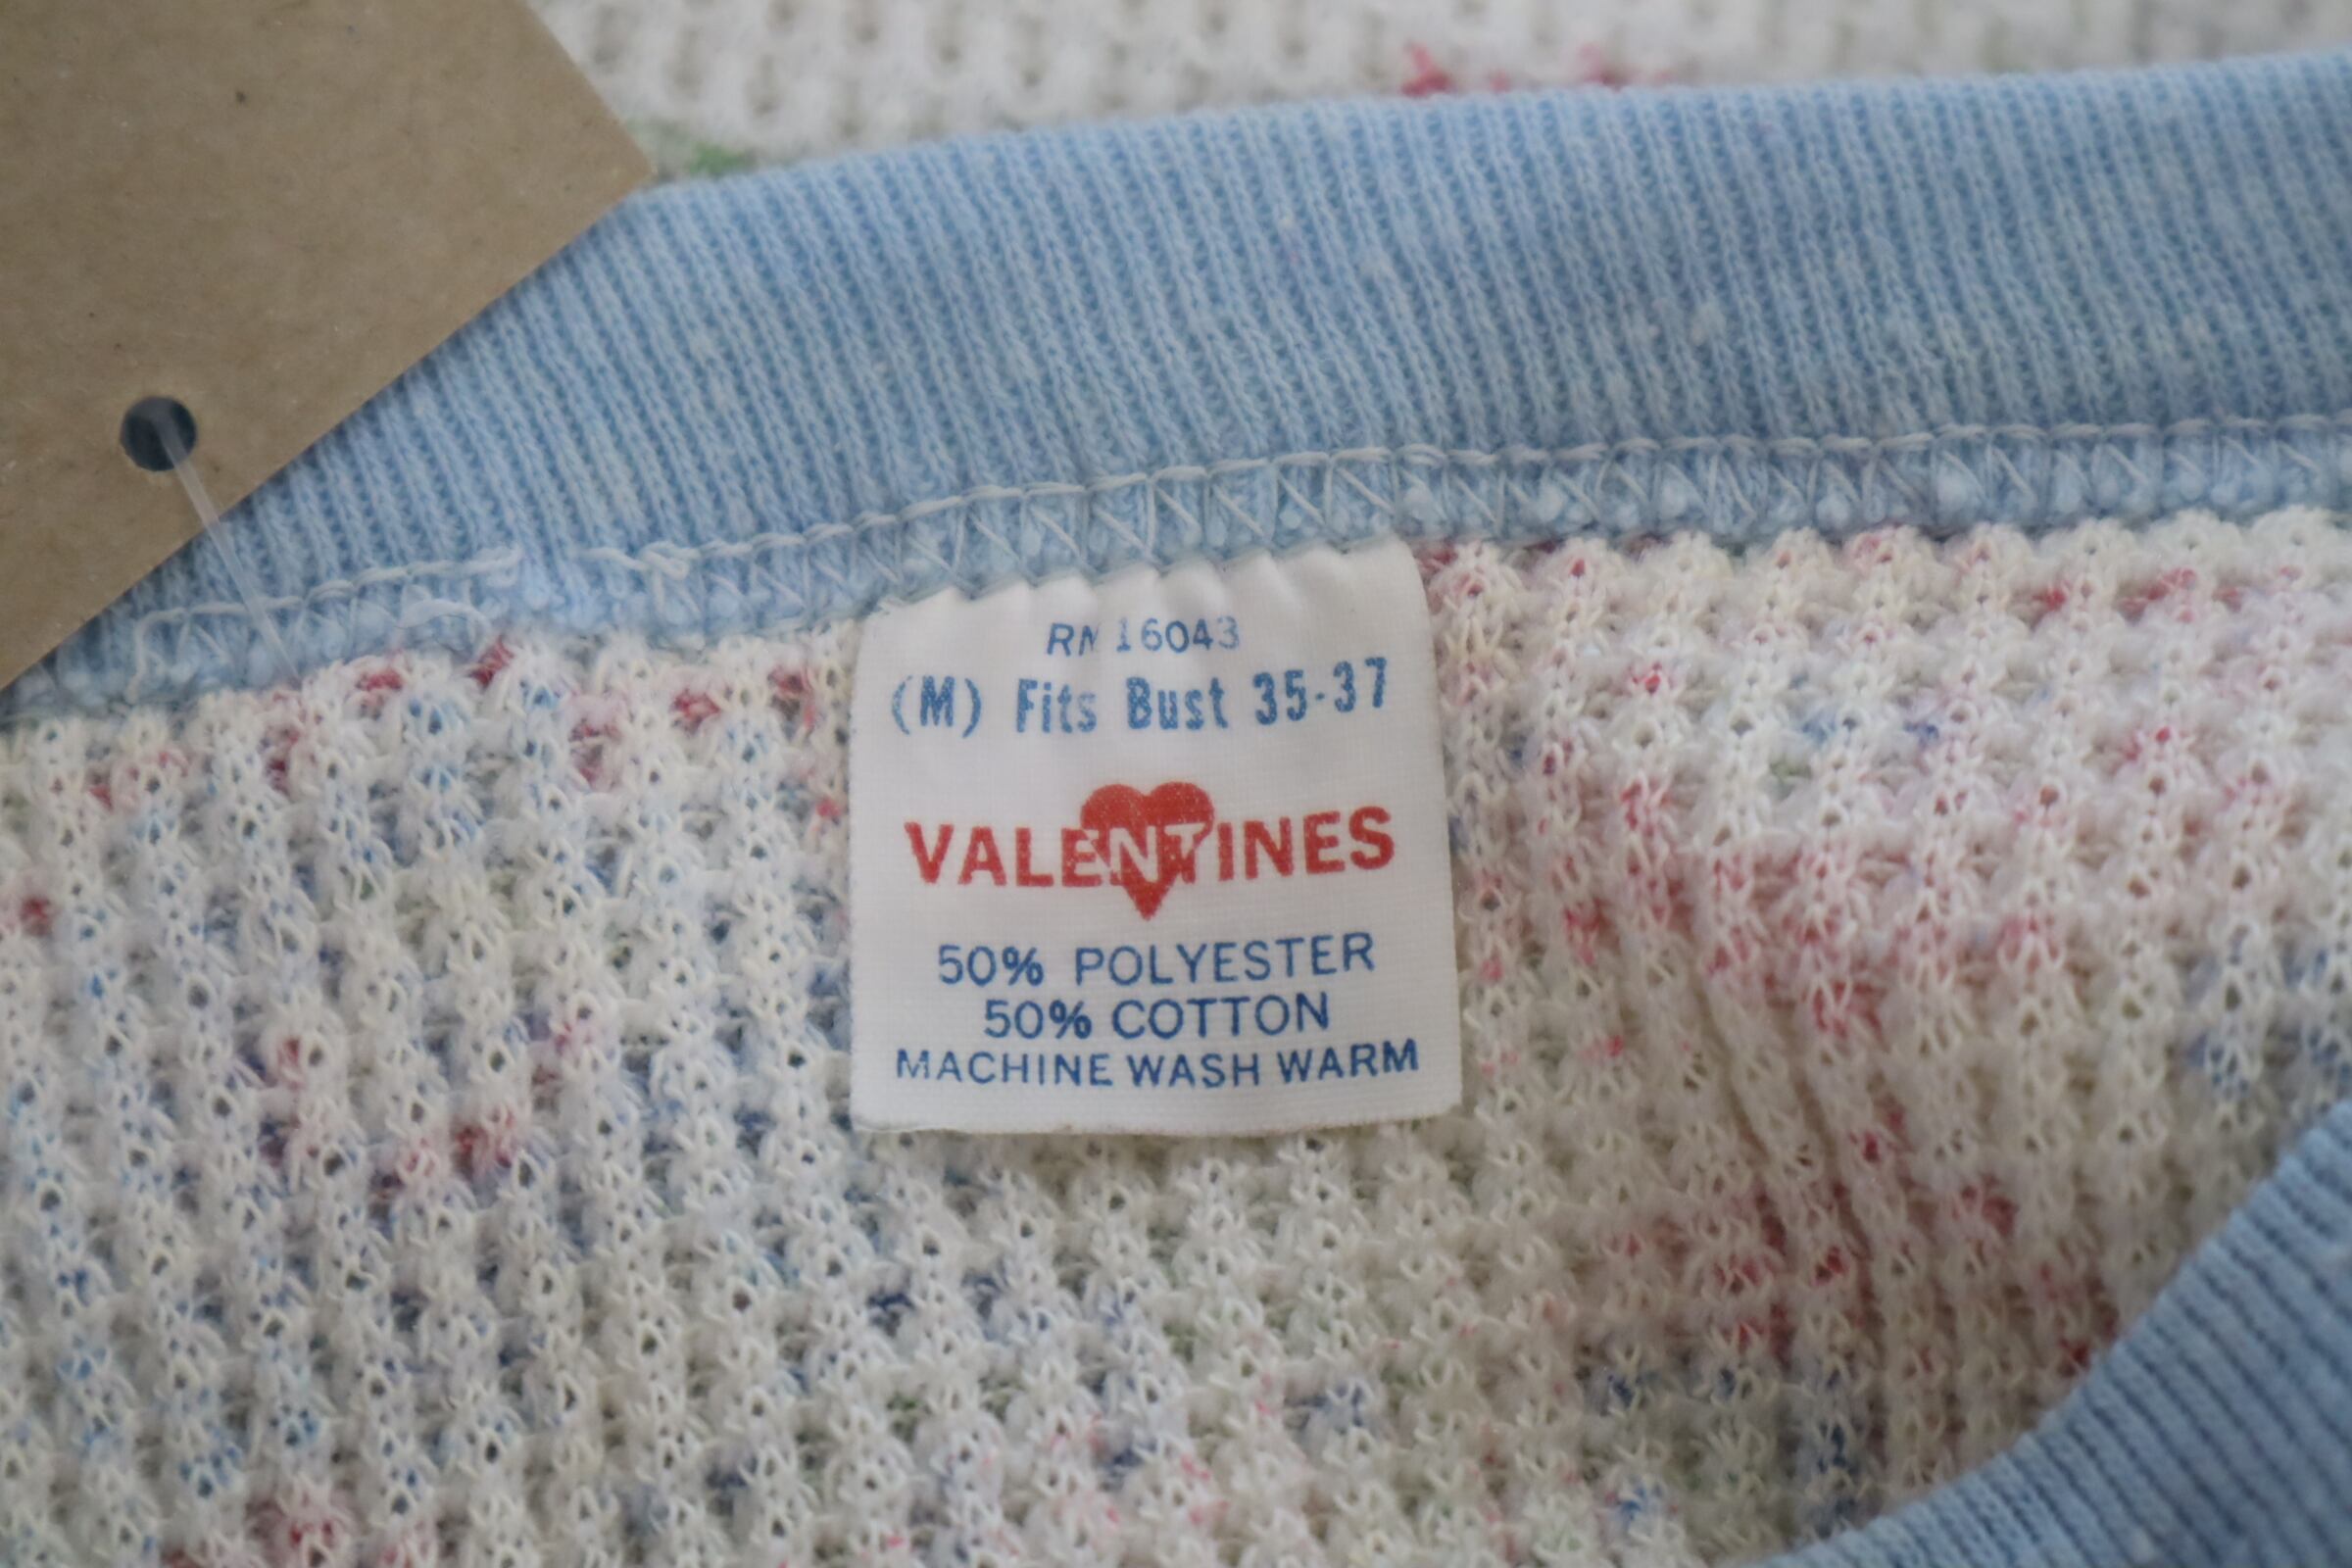 RN 16043
(M) Fits Bust 35-37
VALENTINES
50% POLYESTER
50% COTTON
MACHINE WASH WARM